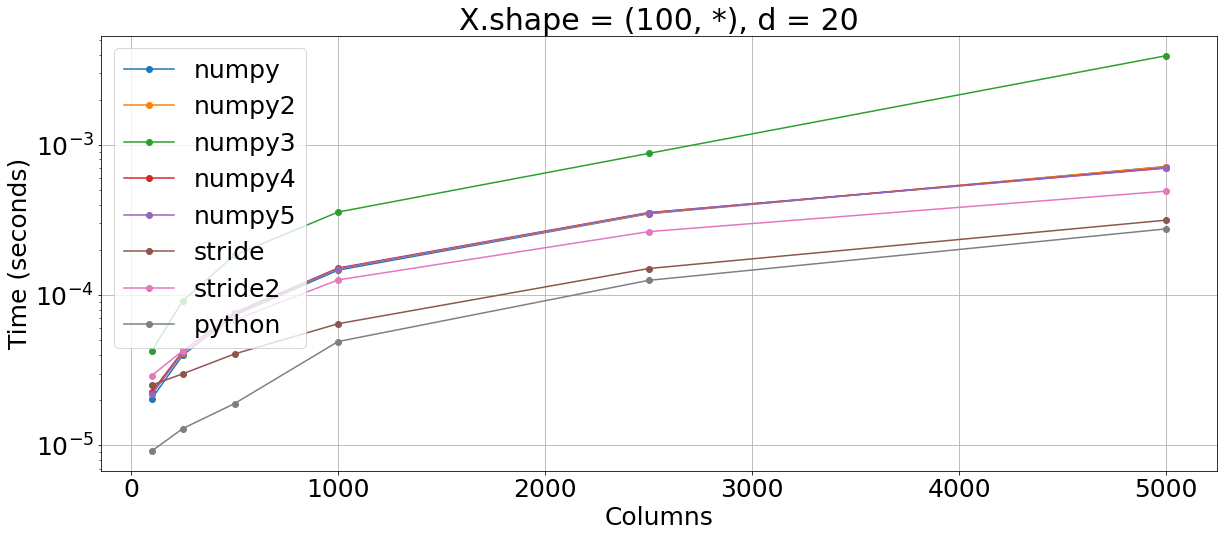 X.shape = (100, *), d = 20
Time (seconds)
10⁻³
10⁻⁴
10⁻⁵
numpy
numpy2
numpy3
numpy4
numpy5
stride
stride2
python
0 1000 2000 3000 4000 5000
Columns